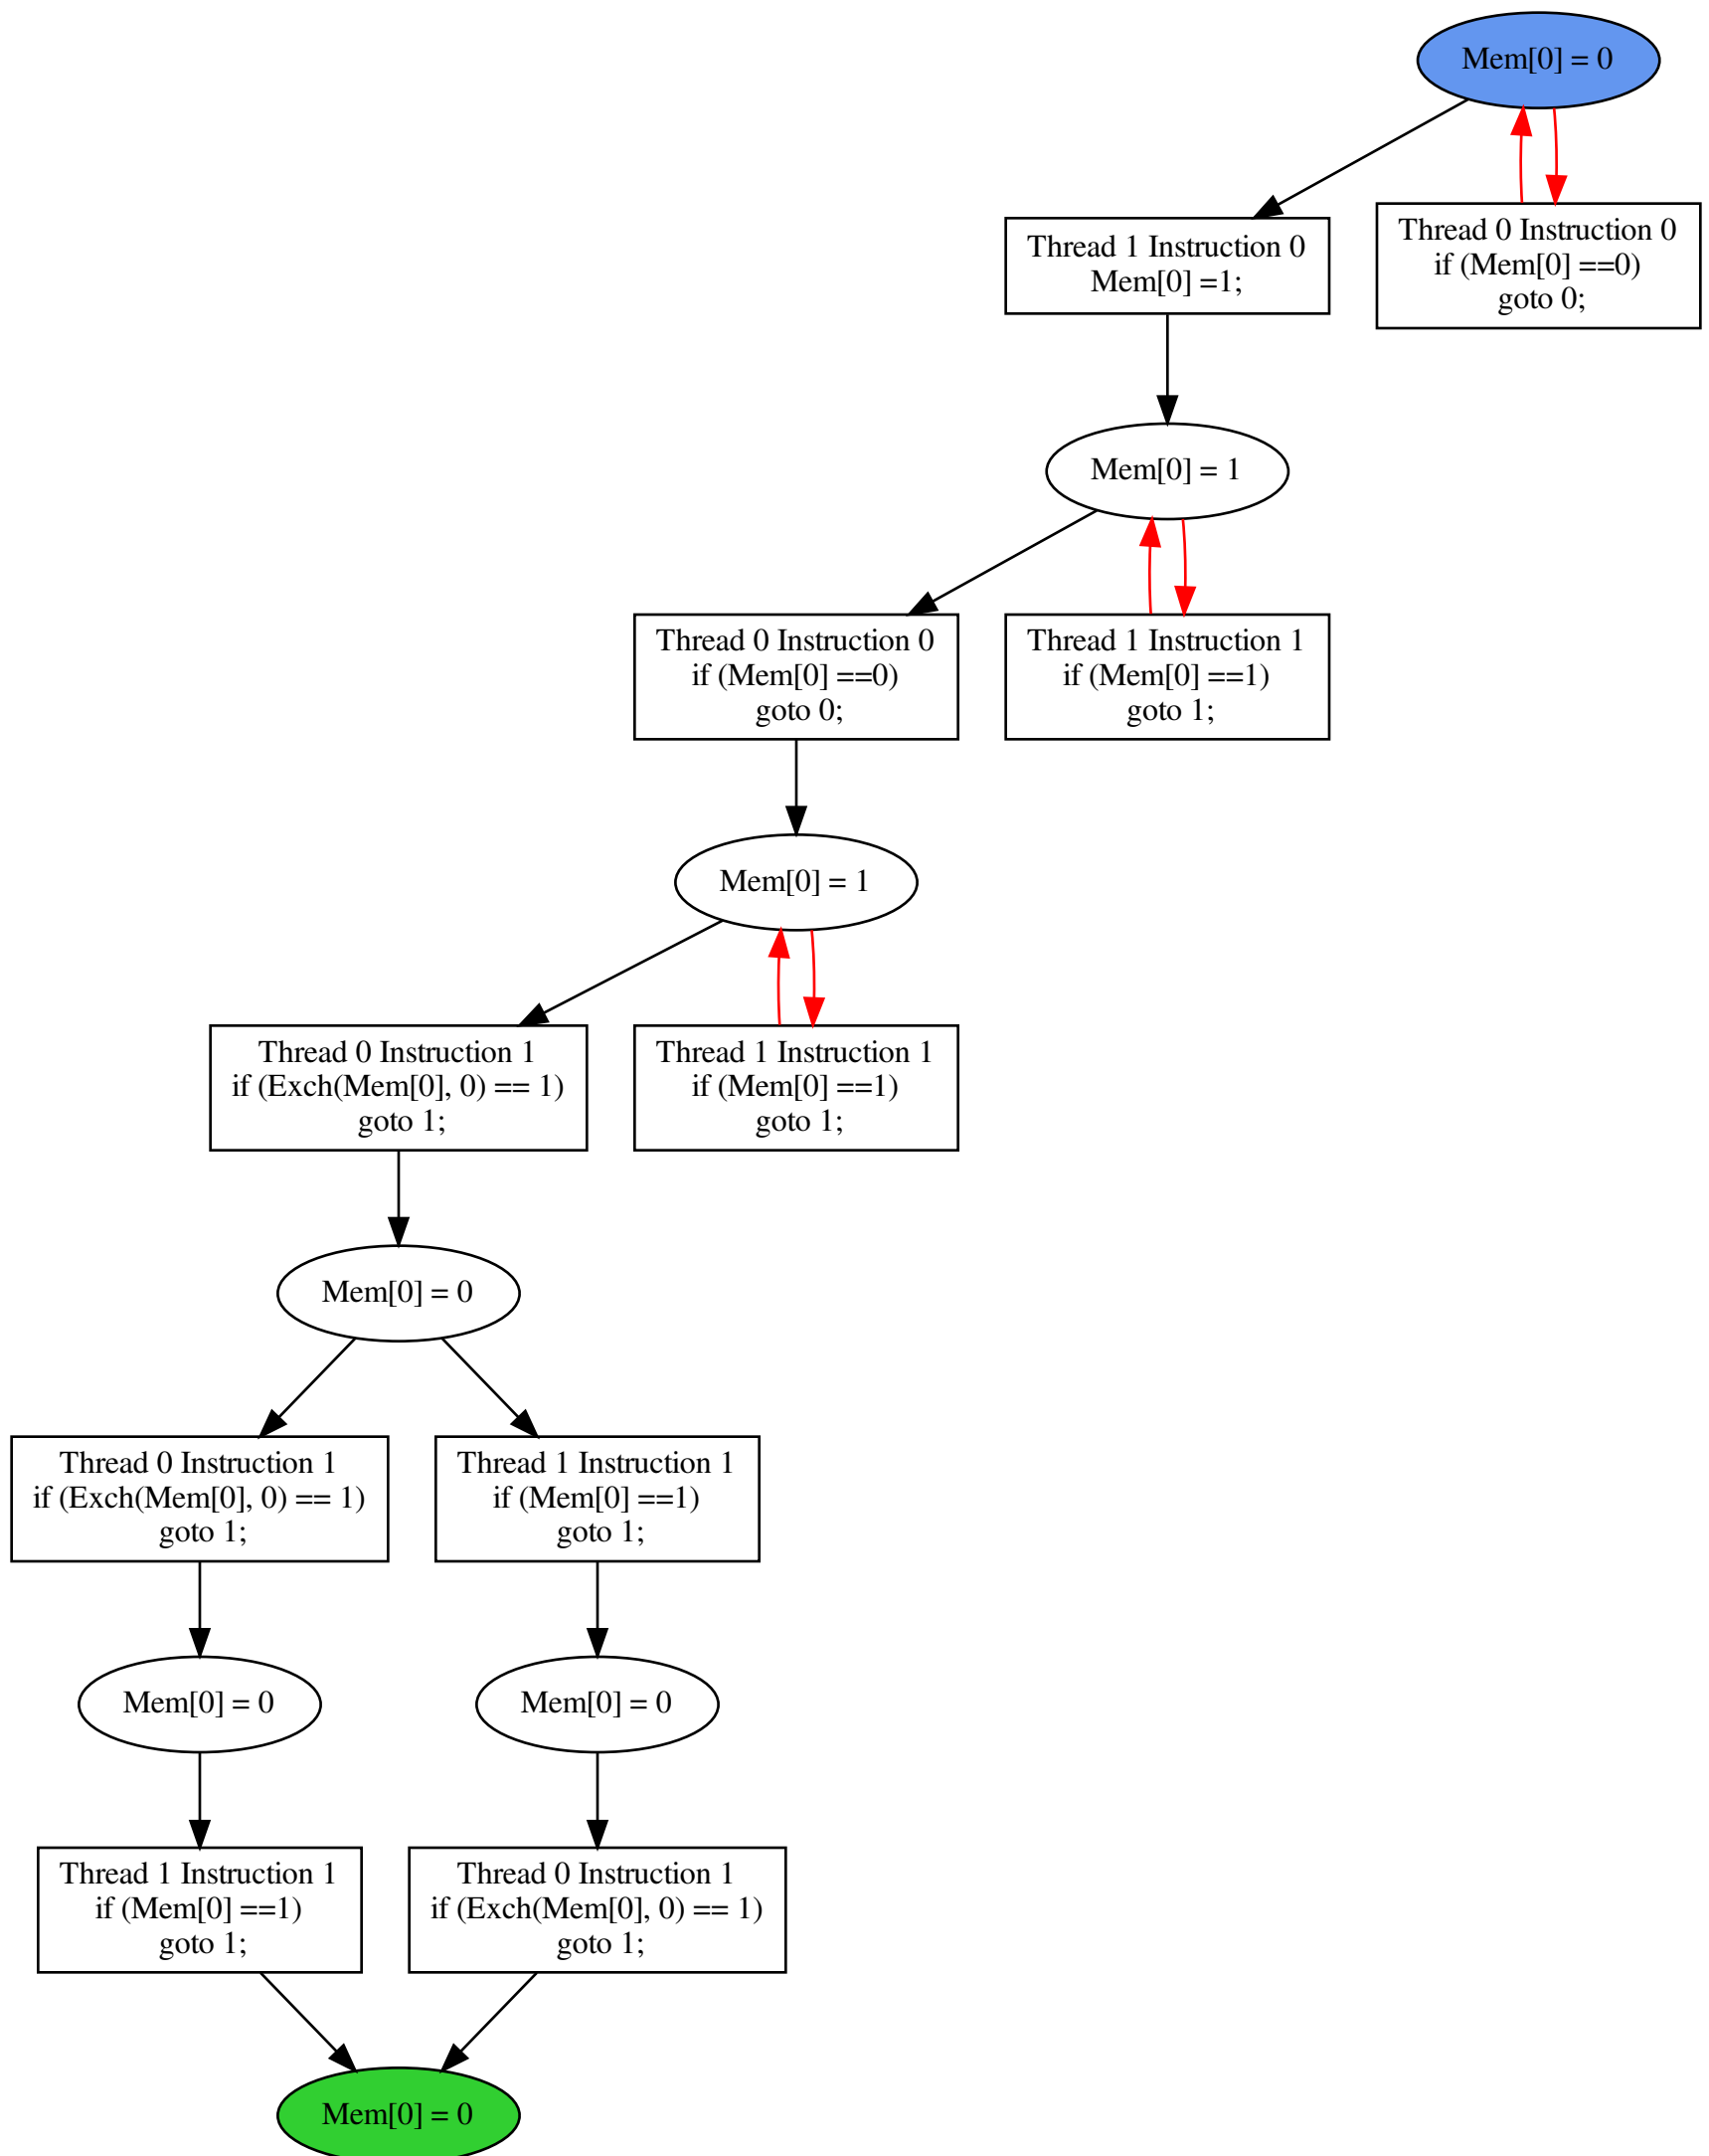 Mem[0] = 0
Thread 1 Instruction 0
Mem[0] =1;
Thread 0 Instruction 0
if (Mem[0] ==0)
goto 0;
Mem[0] = 1
Thread 0 Instruction 0
if (Mem[0] ==0)
goto 0;
Thread 1 Instruction 1
if (Mem[0] ==1)
goto 1;
Mem[0] = 1
Thread 0 Instruction 1
if (Exch(Mem[0], 0) == 1)
goto 1;
Thread 1 Instruction 1
if (Mem[0] ==1)
goto 1;
Mem[0] = 0
Thread 0 Instruction 1
if (Exch(Mem[0], 0) == 1)
goto 1;
Thread 1 Instruction 1
if (Mem[0] ==1)
goto 1;
Mem[0] = 0
Mem[0] = 0
Thread 1 Instruction 1
if (Mem[0] ==1)
goto 1;
Thread 0 Instruction 1
if (Exch(Mem[0], 0) == 1)
goto 1;
Mem[0] = 0